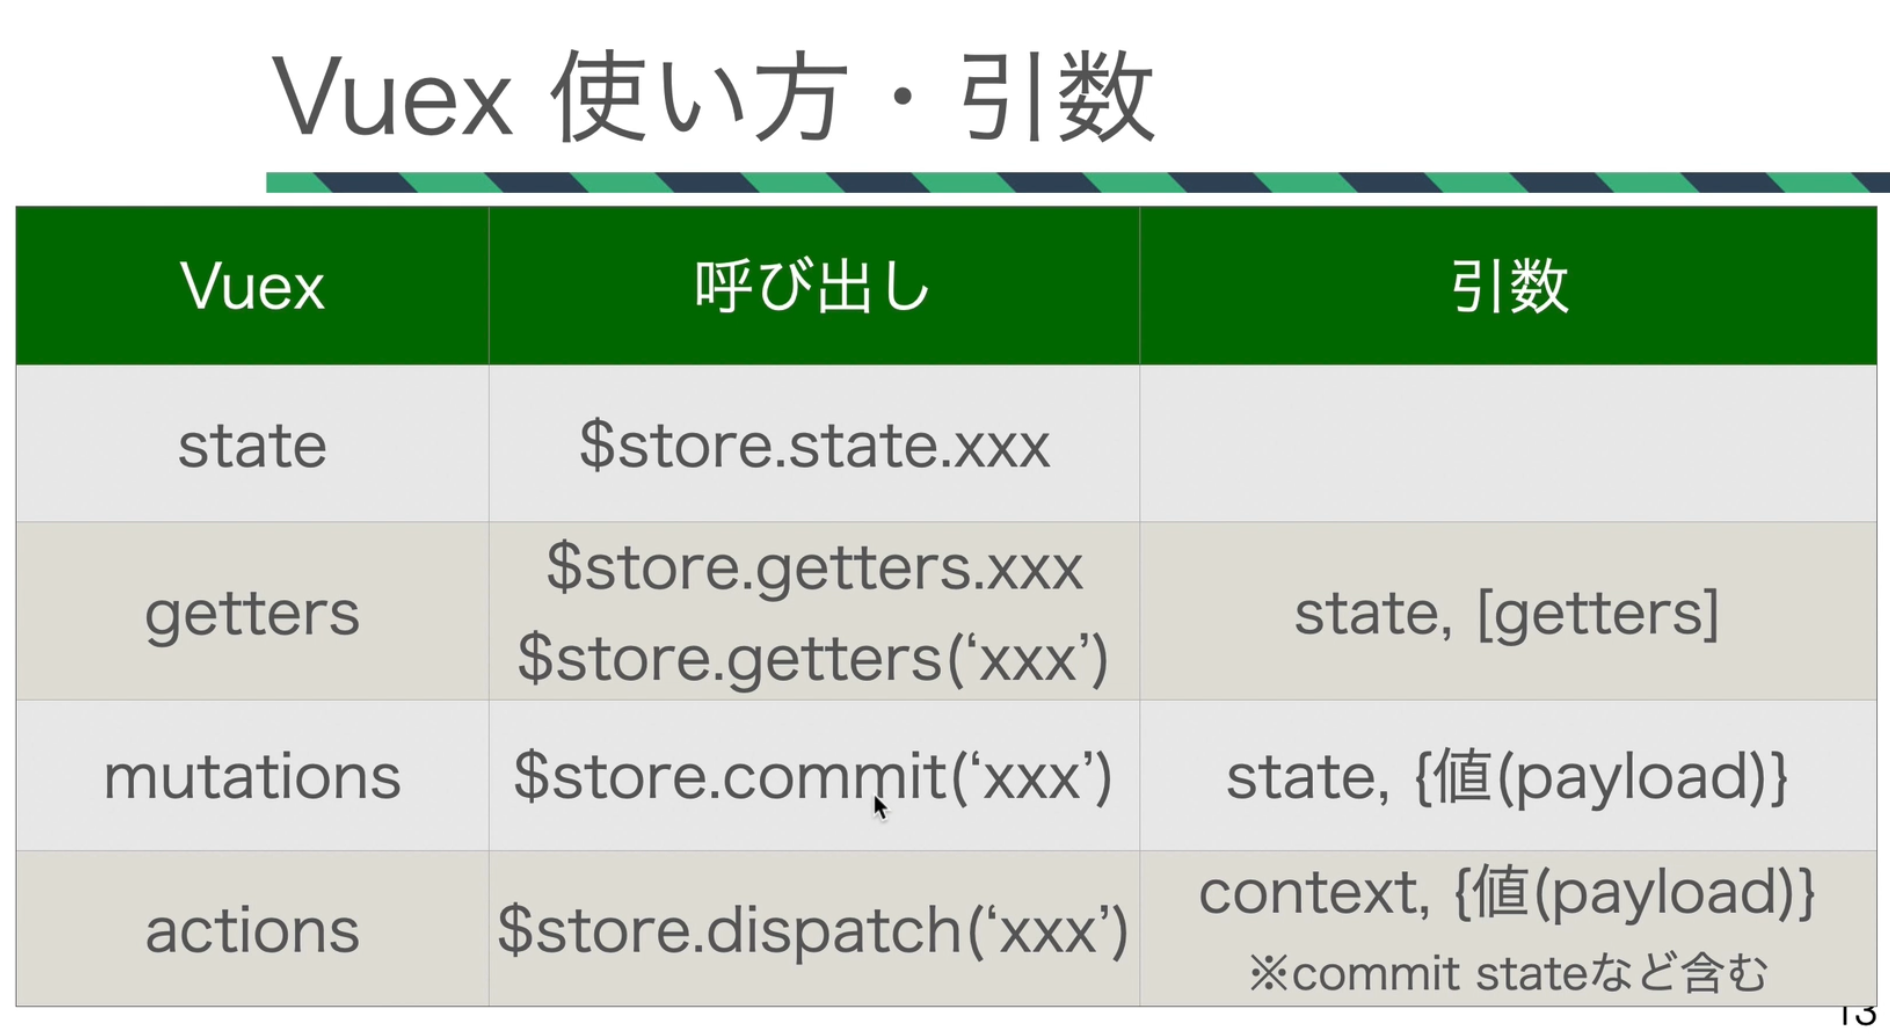 Vuex 使い方・引数
Vuex 呼び出し 引数
state $store.state.xxx
getters $store.getters.xxx $store.getters(‘xxx’) state, [getters]
mutations $store.commit(‘xxx’) state, {値(payload)}
actions $store.dispatch(‘xxx’) context, {値(payload)}
※commit stateなど含む
13